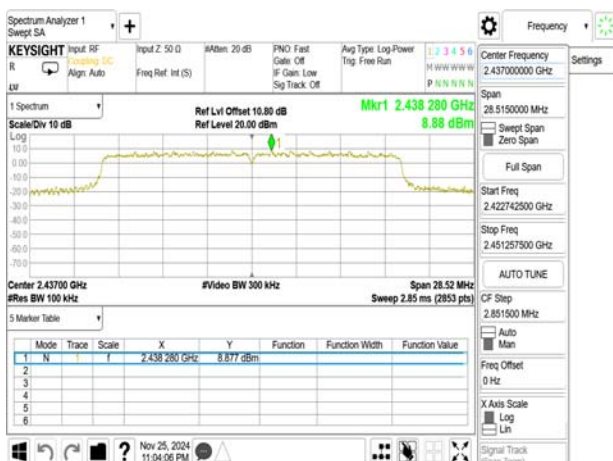 Spectrum Analyzer 1
Swept SA
+
Frequency
KEYSIGHT Input: RF Input Z: 50 Ω #Atten: 20 dB PNO: Fast Avg Type: Log-Power 1 2 3 4 5 6
R Coupling: DC Gate: Off Trig: Free Run M W W W W W
Align: Auto Freq Ref: Int (S) IF Gain: Low
Sig Track: Off P N N N N N
1 Spectrum
Scale/Div 10 dB
Ref Lvl Offset 10.80 dB
Ref Level 20.00 dBm
Mkr1 2.438 280 GHz
8.88 dBm
Log
10.0
0.00
-10.0
-20.0
-30.0
-40.0
-50.0
-60.0
-70.0
1
Center 2.43700 GHz #Video BW 300 kHz Span 28.52 MHz
#Res BW 100 kHz Sweep 2.85 ms (2853 pts)
5 Marker Table
Mode Trace Scale X Y Function Function Width Function Value
1 N 1 f 2.438 280 GHz 8.877 dBm
2
3
4
5
6
Nov 25, 2024
11:04:06 PM
Center Frequency
2.437000000 GHz
Settings
Span
28.5150000 MHz
Swept Span
Zero Span
Full Span
Start Freq
2.422742500 GHz
Stop Freq
2.451257500 GHz
AUTO TUNE
CF Step
2.851500 MHz
Auto
Man
Freq Offset
0 Hz
X Axis Scale
Log
Lin
Signal Track